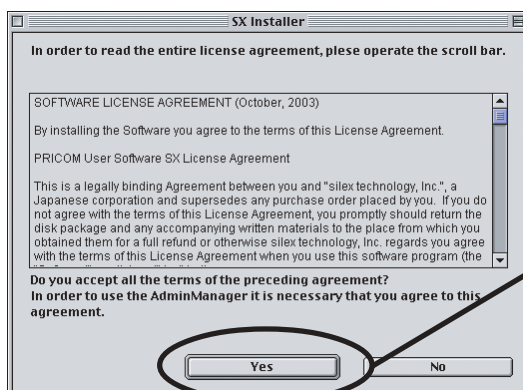 SX Installer
In order to read the entire license agreement, plese operate the scroll bar.
SOFTWARE LICENSE AGREEMENT (October, 2003)
By installing the Software you agree to the terms of this License Agreement.
PRICOM User Software SX License Agreement
This is a legally binding Agreement between you and "silex technology, Inc.", a
Japanese corporation and supersedes any purchase order placed by you. If you do
not agree with the terms of this License Agreement, you promptly should return the
disk package and any accompanying written materials to the place from which you
obtained them for a full refund or otherwise silex technology, Inc. regards you agree
with the terms of this License Agreement when you use this software program (the
Do you accept all the terms of the preceding agreement?
In order to use the AdminManager it is necessary that you agree to this
agreement.
Yes
No